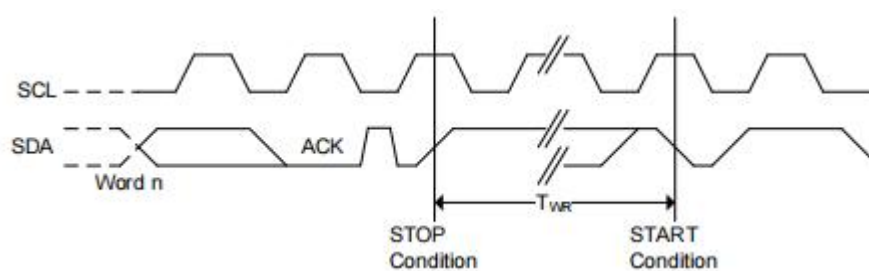 SCL
SDA
ACK
Word n
TWR
STOP
Condition
START
Condition